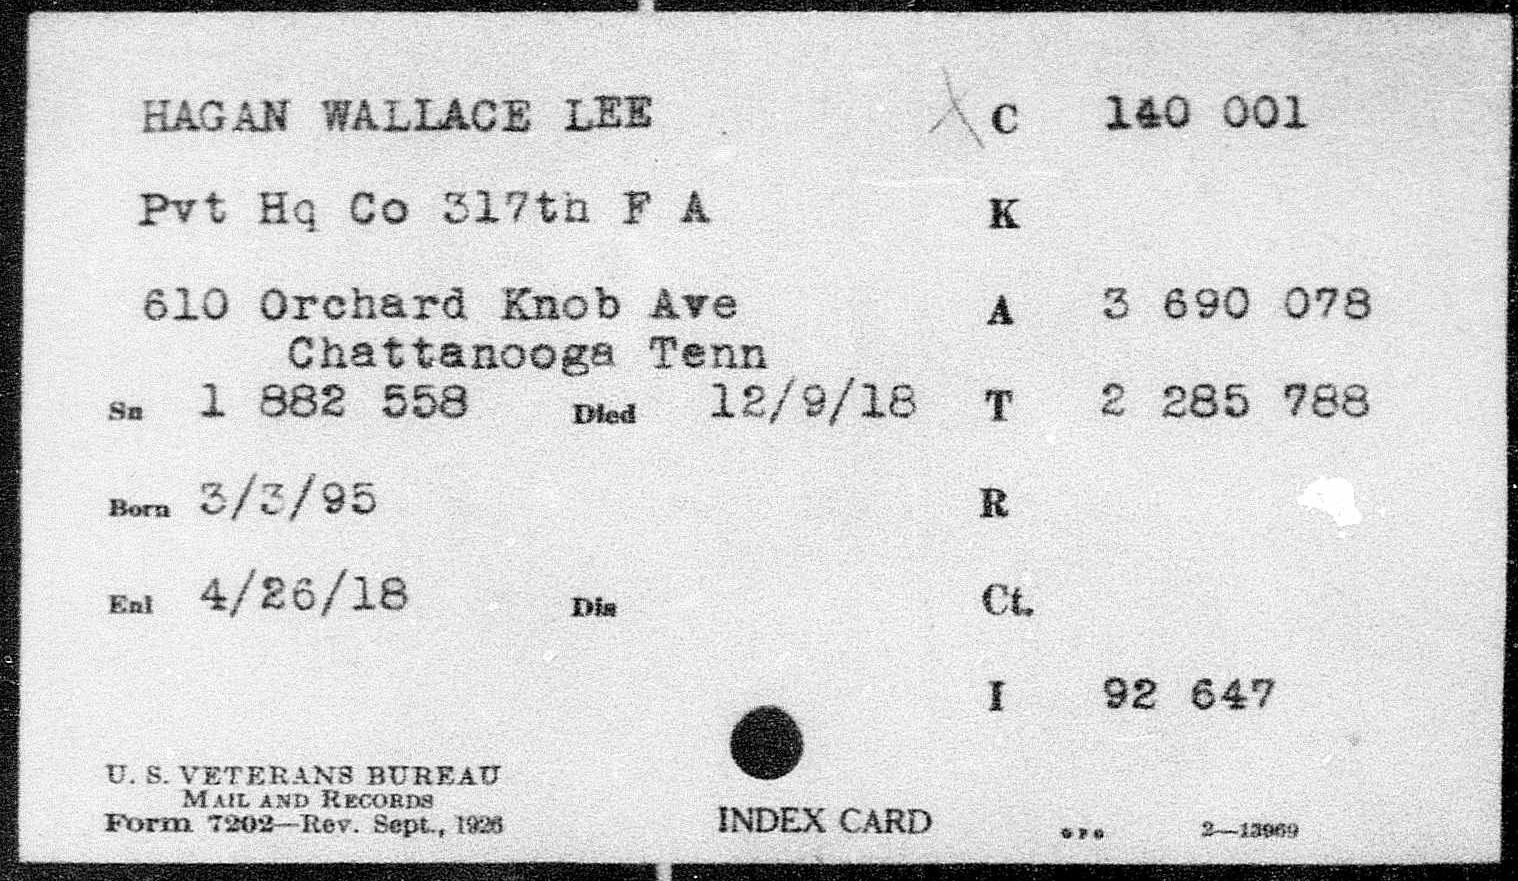 HAGAN WALLACE LEE C 140 001
Pvt Hq Co 317th F A K
610 Orchard Knob Ave A 3 690 078
Chattanooga Tenn
Sn 1 882 558 Died 12/9/18 T 2 285 788
Born 3/3/95 R
Enl 4/26/18 Dis Ct.
I 92 647
U. S. VETERANS BUREAU
MAIL AND RECORDS
Form 7202—Rev. Sept., 1926 INDEX CARD GPO 2—13969